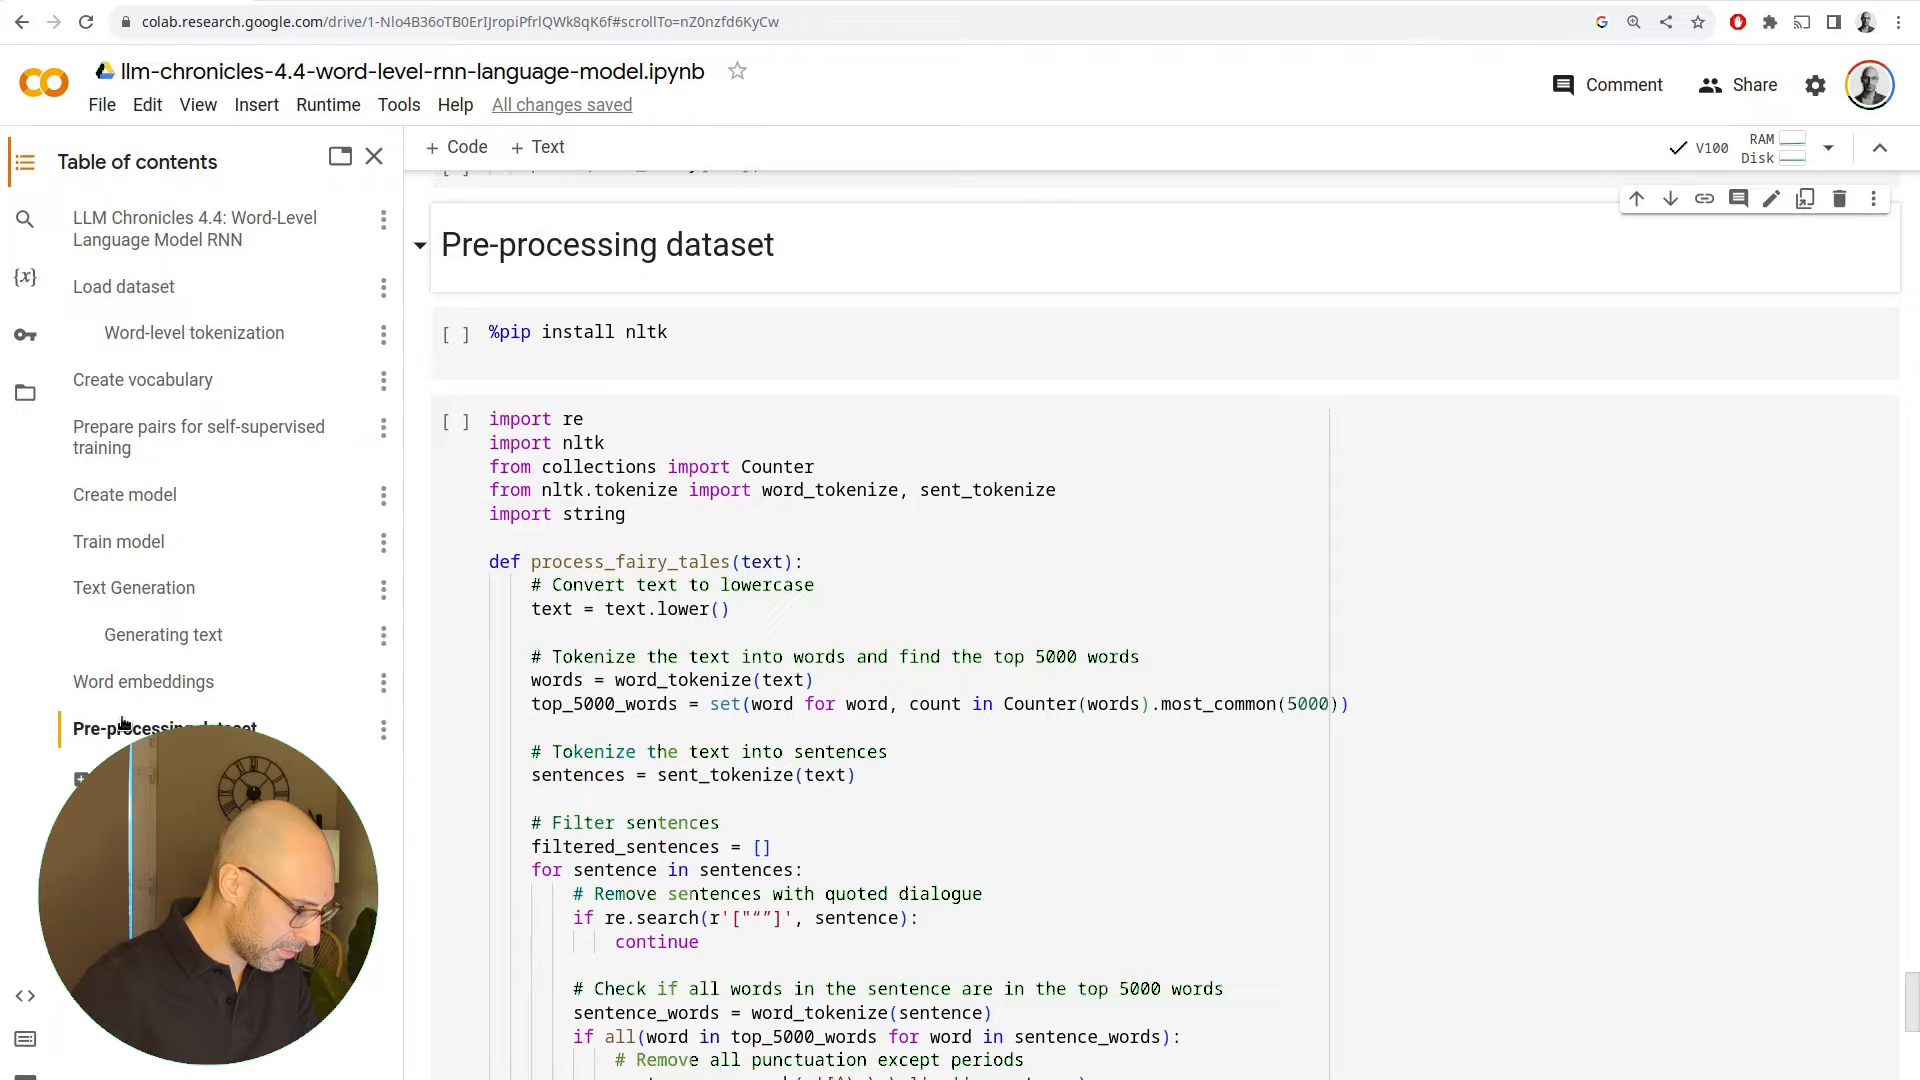 colab.research.google.com/drive/1-Nlo4B36oTB0ErIJropiPfrlQWk8qK6f#scrollTo=nZ0nzfd6KyCw
llm-chronicles-4.4-word-level-rnn-language-model.ipynb
Comment
Share
File Edit View Insert Runtime Tools Help All changes saved
Table of contents
+ Code + Text
V100
RAM
Disk
LLM Chronicles 4.4: Word-Level
Language Model RNN
Load dataset
Word-level tokenization
Create vocabulary
Prepare pairs for self-supervised
training
Create model
Train model
Text Generation
Generating text
Word embeddings
Pre-processing dataset
{x}
Pre-processing dataset
[ ] %pip install nltk
[ ] import re
import nltk
from collections import Counter
from nltk.tokenize import word_tokenize, sent_tokenize
import string
def process_fairy_tales(text):
# Convert text to lowercase
text = text.lower()
# Tokenize the text into words and find the top 5000 words
words = word_tokenize(text)
top_5000_words = set(word for word, count in Counter(words).most_common(5000))
# Tokenize the text into sentences
sentences = sent_tokenize(text)
# Filter sentences
filtered_sentences = []
for sentence in sentences:
# Remove sentences with quoted dialogue
if re.search(r'["“”]', sentence):
continue
# Check if all words in the sentence are in the top 5000 words
sentence_words = word_tokenize(sentence)
if all(word in top_5000_words for word in sentence_words):
# Remove all punctuation except periods